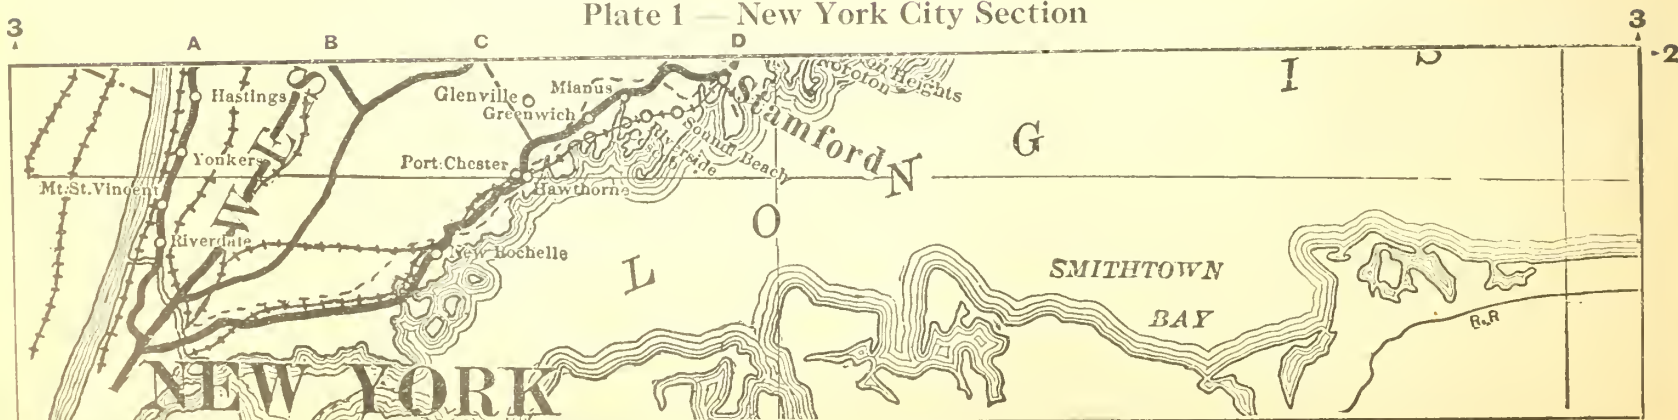 Plate 1 — New York City Section
3 3
A B C D
-2
Hastings
Glenville
Mianus
Greenwich
Noroton
on Heights
Stamford
Yonkers
Port Chester
Riverside
Sound Beach
Mt. St. Vincent
Hawthorne
Riverdale
New Rochelle
L O N G I S
SMITHTOWN
BAY
R.R
NEW YORK